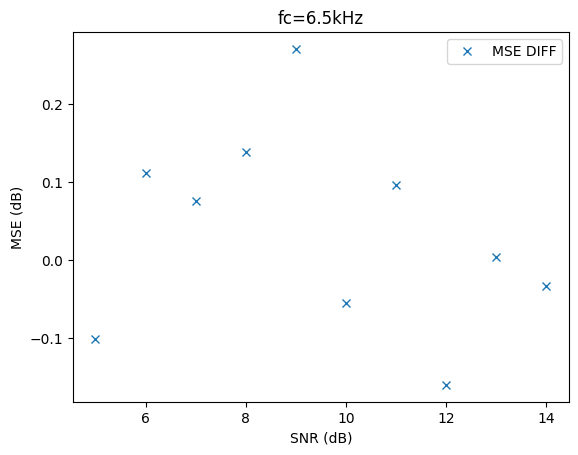 fc=6.5kHz
MSE DIFF
MSE (dB)
0.2
0.1
0.0
−0.1
6
8
10
12
14
SNR (dB)